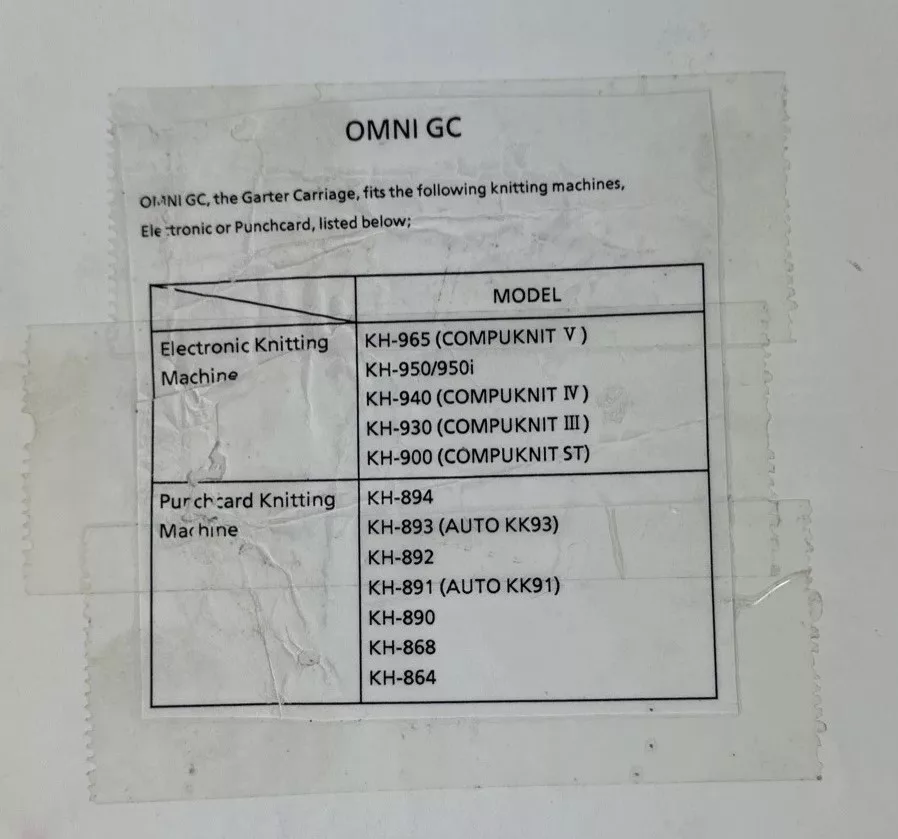 OMNI GC
OMNI GC, the Garter Carriage, fits the following knitting machines,
Electronic or Punchcard, listed below;
MODEL
Electronic Knitting
Machine
KH-965 (COMPUKNIT Ⅴ)
KH-950/950i
KH-940 (COMPUKNIT Ⅳ)
KH-930 (COMPUKNIT Ⅲ)
KH-900 (COMPUKNIT ST)
Punchcard Knitting
Machine
KH-894
KH-893 (AUTO KK93)
KH-892
KH-891 (AUTO KK91)
KH-890
KH-868
KH-864